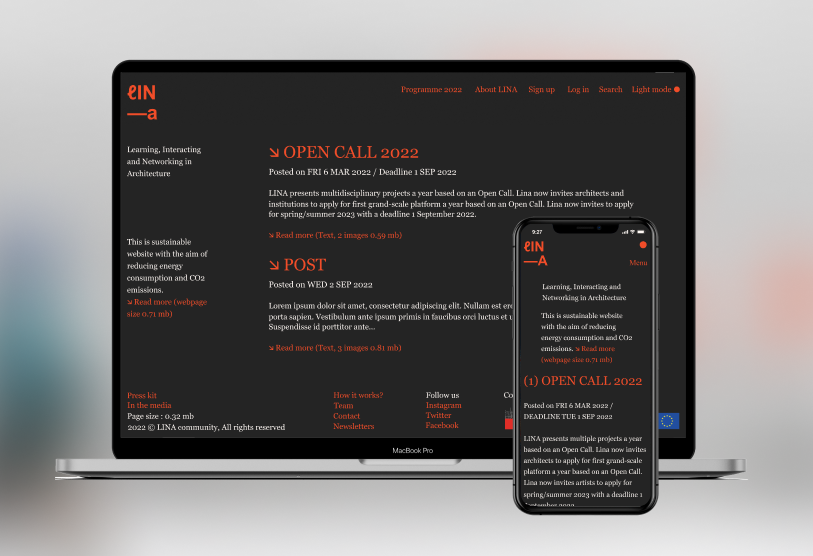 ℓIN
—a
Programme 2022 About LINA Sign up Log in Search Light mode
Learning, Interacting
and Networking in
Architecture
OPEN CALL 2022
Posted on FRI 6 MAR 2022 / Deadline 1 SEP 2022
LINA presents multidisciplinary projects a year based on an Open Call. Lina now invites architects and
institutions to apply for first grand-scale platform a year based on an Open Call. Lina now invites to apply
for spring/summer 2023 with a deadline 1 September 2022.
↘ Read more (Text, 2 images 0.59 mb)
This is sustainable
website with the aim of
reducing energy
consumption and CO2
emissions.
↘ Read more (webpage
size 0.71 mb)
↘ POST
Posted on WED 2 SEP 2022
Lorem ipsum dolor sit amet, consectetur adipiscing elit. Nullam est ere
porta sapien. Vestibulum ante ipsum primis in faucibus orci luctus et u
Suspendisse id porttitor ante...
↘ Read more (Text, 3 images 0.81 mb)
Press kit
In the media
Page size : 0.32 mb
2022 © LINA community, All rights reserved
How it works?
Team
Contact
Newsletters
Follow us
Instagram
Twitter
Facebook
Co
MacBook Pro
9:27
ℓIN
—A
Menu
Learning, Interacting and
Networking in Architecture
This is sustainable website
with the aim of reducing
energy consumption and CO2
emissions. ↘ Read more
(webpage size 0.71 mb)
(1) OPEN CALL 2022
Posted on FRI 6 MAR 2022 /
DEADLINE TUE 1 SEP 2022
LINA presents multiple projects a year
based on an Open Call. Lina now invites
architects to apply for first grand-scale
platform a year based on an Open Call.
Lina now invites artists to apply for
spring/summer 2023 with a deadline 1
September 2022